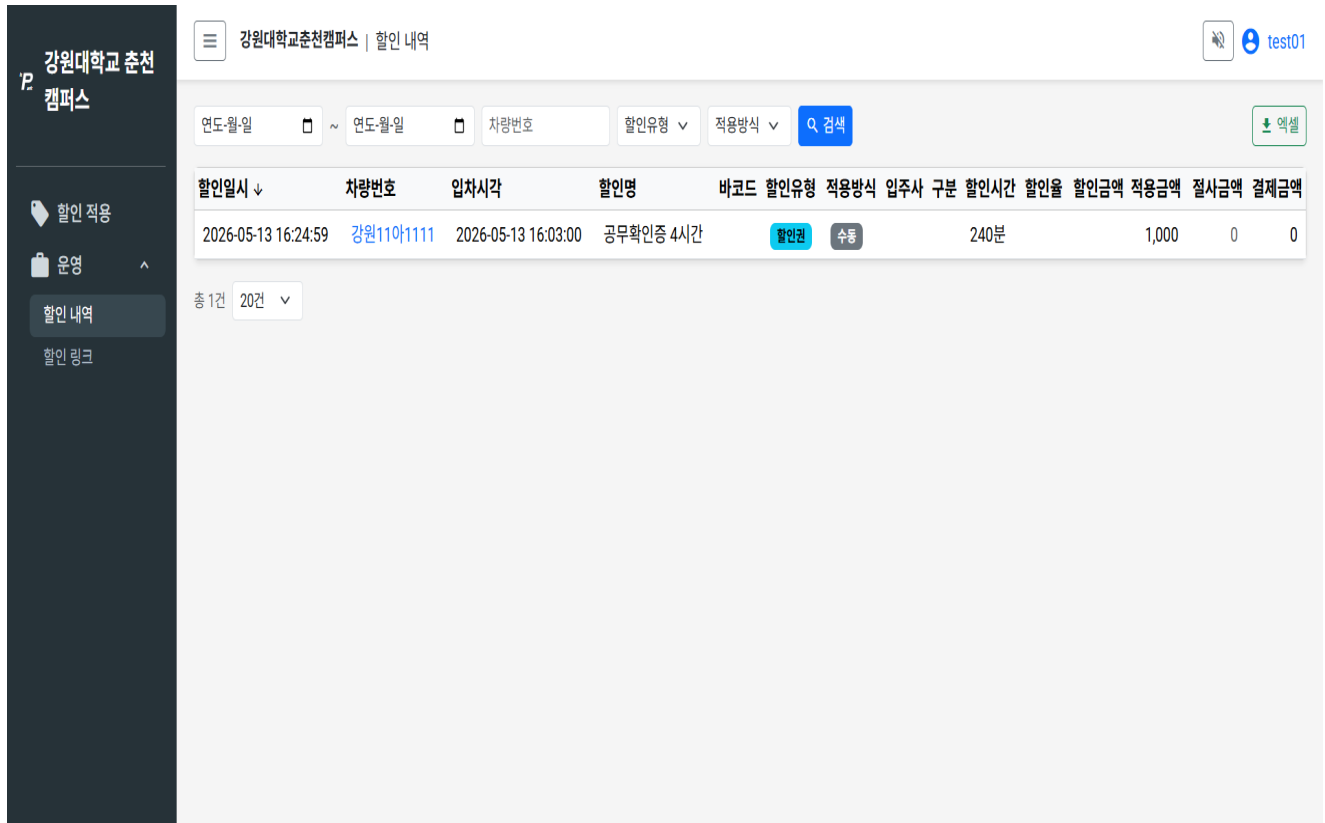 강원대학교 춘천
캠퍼스
할인 적용
운영
할인 내역
할인 링크
강원대학교춘천캠퍼스 | 할인 내역
test01
연도-월-일 ~ 연도-월-일 차량번호 할인유형 적용방식 검색 엑셀
할인일시 ↓ 차량번호 입차시각 할인명 바코드 할인유형 적용방식 입주사 구분 할인시간 할인율 할인금액 적용금액 절사금액 결제금액
2026-05-13 16:24:59 강원11아1111 2026-05-13 16:03:00 공무확인증 4시간 할인권 수동 240분 1,000 0 0
총 1건 20건